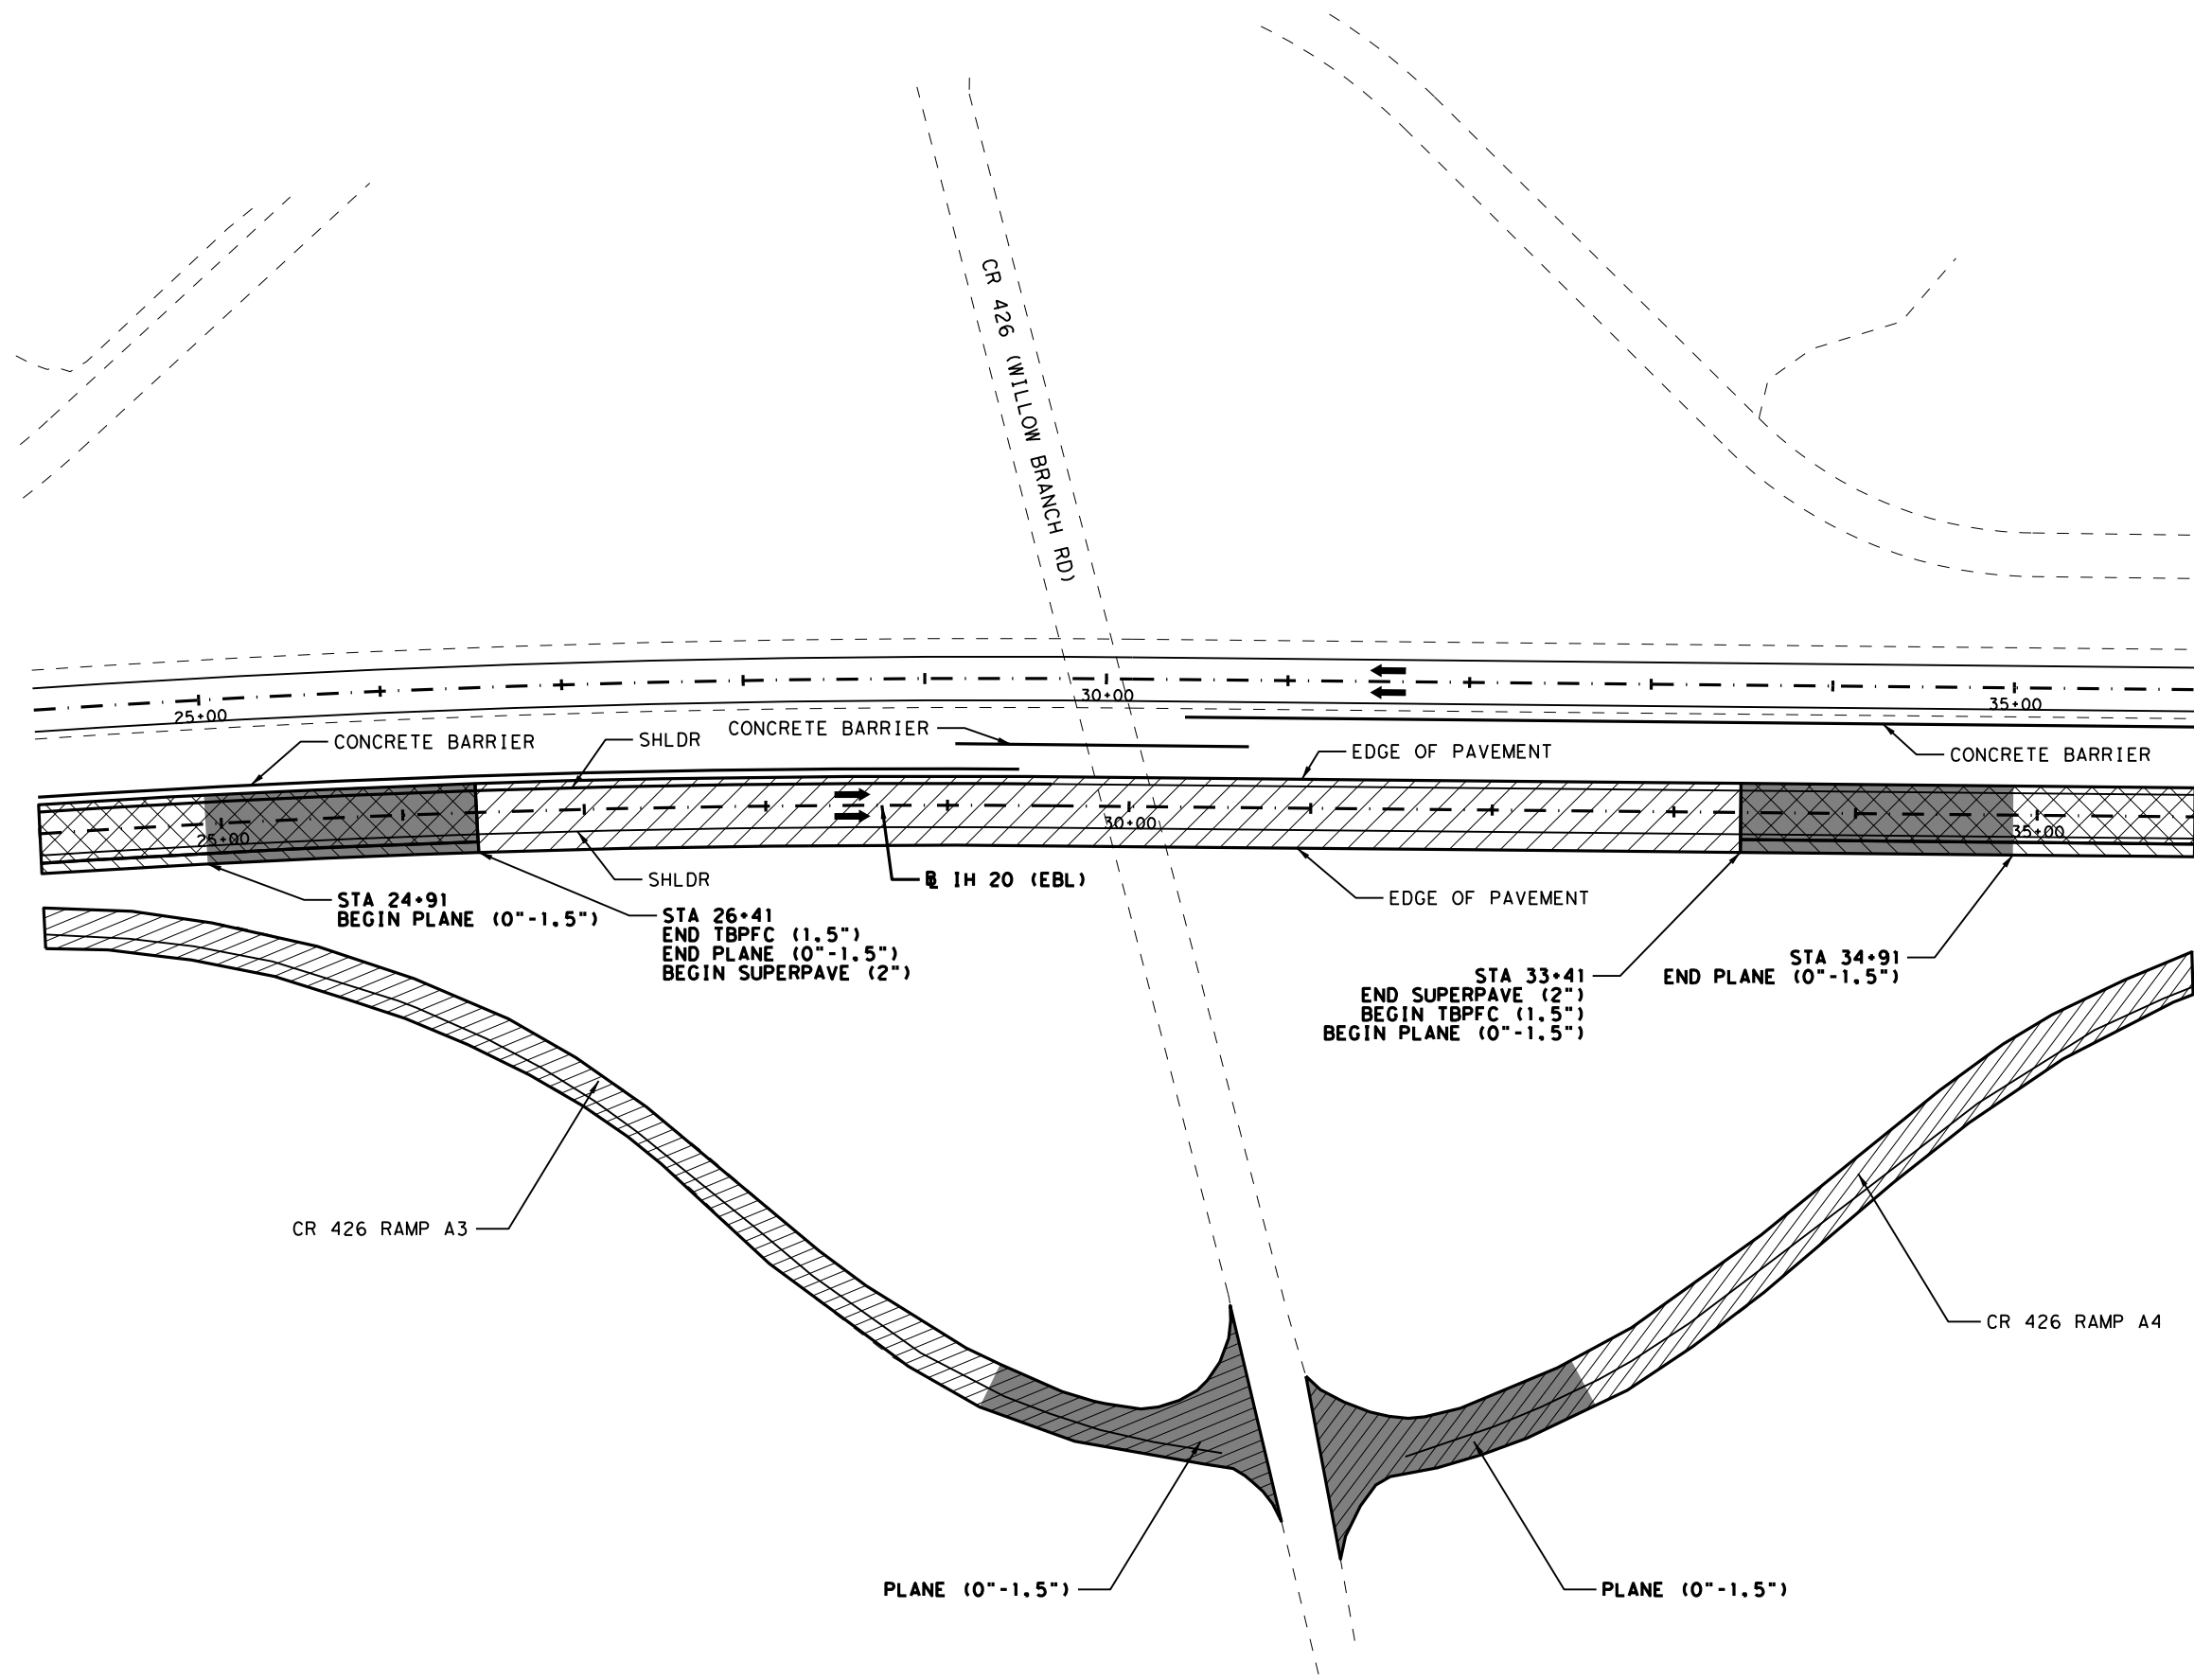 CR 426 (WILLOW BRANCH RD)
25+00
30+00
35+00
CONCRETE BARRIER
SHLDR
CONCRETE BARRIER
EDGE OF PAVEMENT
CONCRETE BARRIER
25+00
30+00
35+00
SHLDR
℄ IH 20 (EBL)
EDGE OF PAVEMENT
STA 24+91
BEGIN PLANE (0"-1.5")
STA 26+41
END TBPFC (1.5")
END PLANE (0"-1.5")
BEGIN SUPERPAVE (2")
STA 33+41
END SUPERPAVE (2")
BEGIN TBPFC (1.5")
BEGIN PLANE (0"-1.5")
STA 34+91
END PLANE (0"-1.5")
CR 426 RAMP A3
CR 426 RAMP A4
PLANE (0"-1.5")
PLANE (0"-1.5")